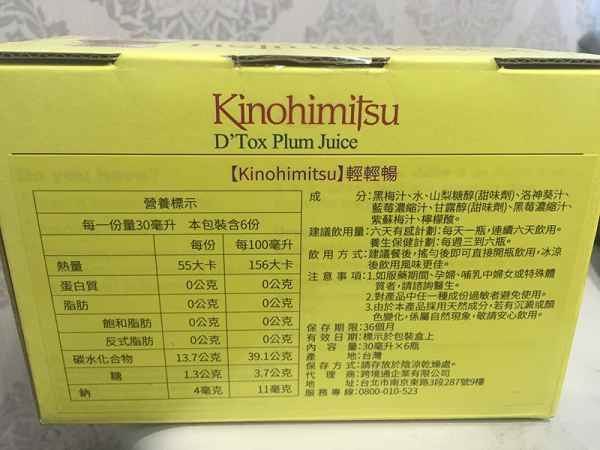 Kinohimitsu
D'Tox Plum Juice
【Kinohimitsu】輕輕暢
營養標示
每一份量30毫升 本包裝含6份
每份 每100毫升
熱量 55大卡 156大卡
蛋白質 0公克 0公克
脂肪 0公克 0公克
飽和脂肪 0公克 0公克
反式脂肪 0公克 0公克
碳水化合物 13.7公克 39.1公克
糖 1.3公克 3.7公克
鈉 4毫克 11毫克
成分:黑梅汁、水、山梨糖醇(甜味劑)、洛神葵汁、
藍莓濃縮汁、甘露醇(甜味劑)、黑莓濃縮汁、
紫蘇梅汁、檸檬酸。
建議飲用量:六天有感計劃:每天一瓶,連續六天飲用。
養生保健計劃:每週三到六瓶。
飲用方式:建議餐後,搖勻後即可直接開瓶飲用,冰涼
後飲用風味更佳。
注意事項:1.如服藥期間、孕婦、哺乳中婦女或特殊體
質者,請諮詢醫生。
2.對產品中任一種成份過敏者避免使用。
3.由於本產品採用天然成分,若有沉澱或顏
色變化,係屬自然現象,敬請安心飲用。
保存期限:36個月
有效日期:標示於包裝盒上
內容量:30毫升×6瓶
產地:台灣
保存方式:請存放於陰涼乾燥處。
代理商:跨境通企業有限公司
地址:台北市南京東路3段287號9樓
服務專線:0800-010-523